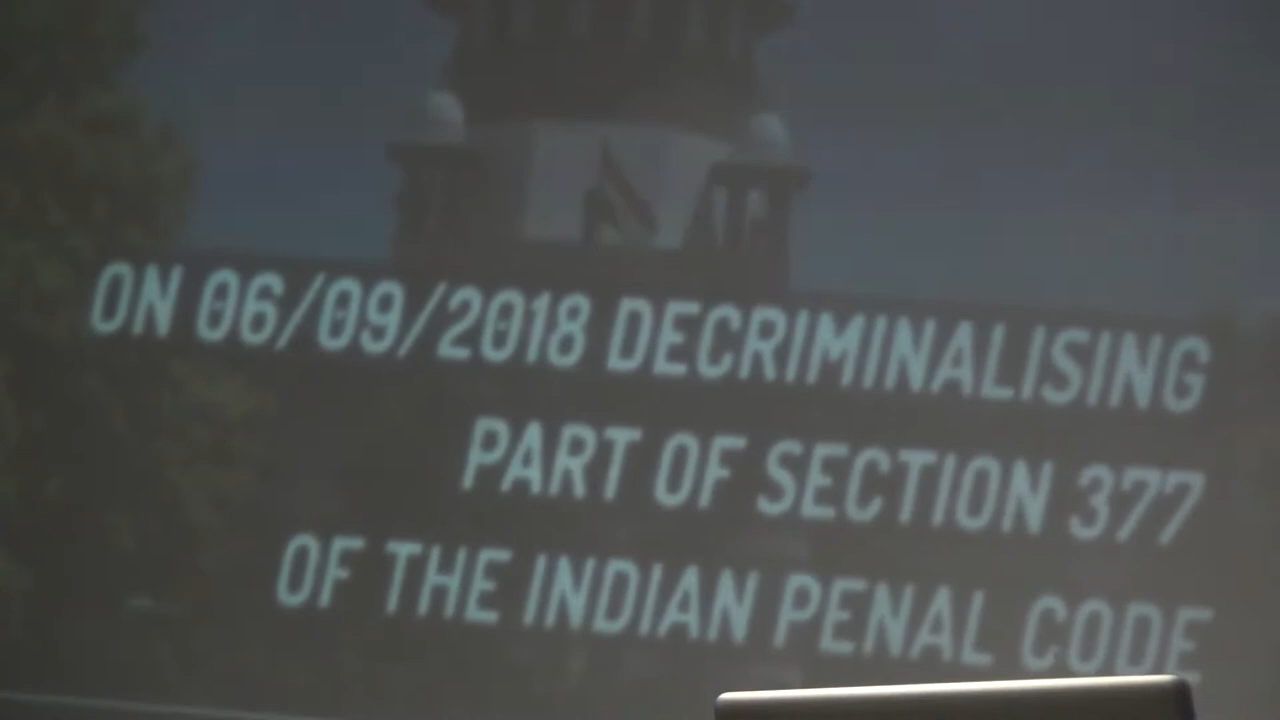 ON 06/09/2018 DECRIMINALISING
PART OF SECTION 377
OF THE INDIAN PENAL CODE